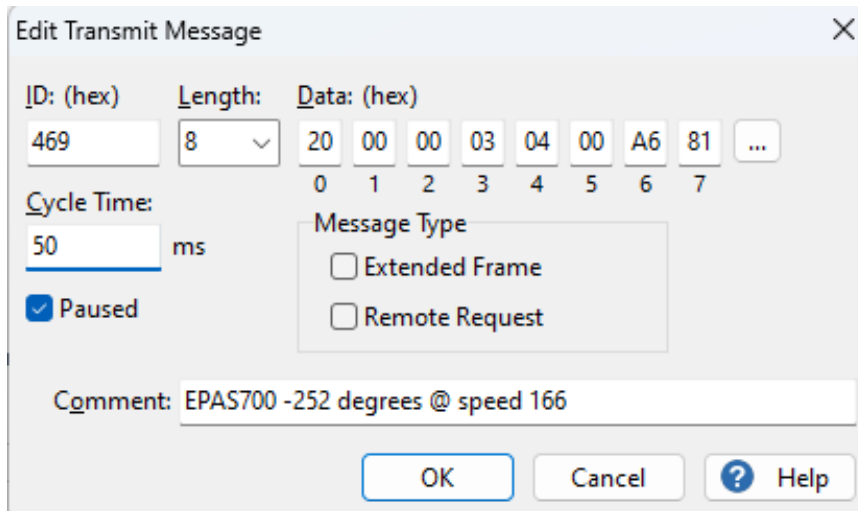 Edit Transmit Message
ID: (hex) Length: Data: (hex)
469 8 20 00 00 03 04 00 A6 81 ...
0 1 2 3 4 5 6 7
Cycle Time:
50 ms
Message Type
Extended Frame
Paused
Remote Request
Comment: EPAS700 -252 degrees @ speed 166
OK Cancel ? Help